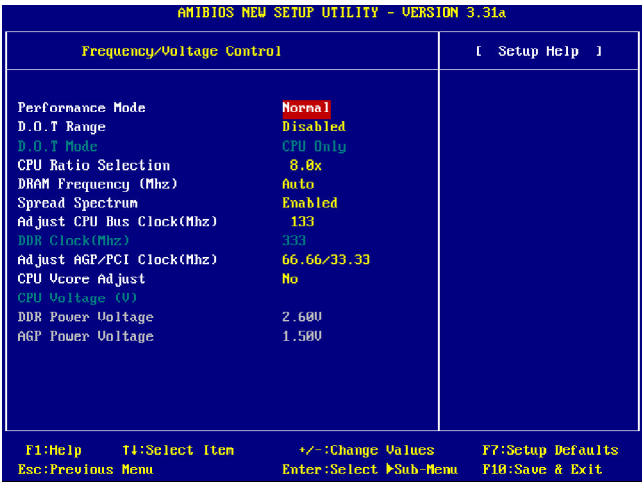 AMIBIOS NEW SETUP UTILITY - VERSION 3.31a
Frequency/Voltage Control [ Setup Help ]
Performance Mode Normal
D.O.T Range Disabled
D.O.T Mode CPU Only
CPU Ratio Selection 8.0x
DRAM Frequency (Mhz) Auto
Spread Spectrum Enabled
Adjust CPU Bus Clock(Mhz) 133
DDR Clock(Mhz) 333
Adjust AGP/PCI Clock(Mhz) 66.66/33.33
CPU Vcore Adjust No
CPU Voltage (V)
DDR Power Voltage 2.60V
AGP Power Voltage 1.50V
F1:Help ↑↓:Select Item +/-:Change Values F7:Setup Defaults
Esc:Previous Menu Enter:Select ▶Sub-Menu F10:Save & Exit